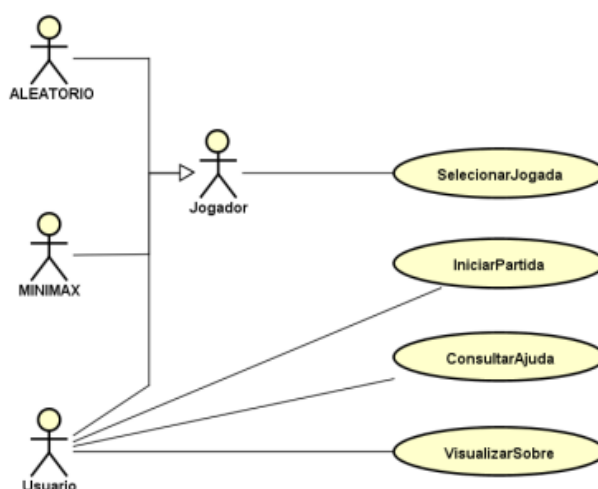 ALEATORIO
Jogador
SelecionarJogada
MINIMAX
IniciarPartida
ConsultarAjuda
Usuario
VisualizarSobre